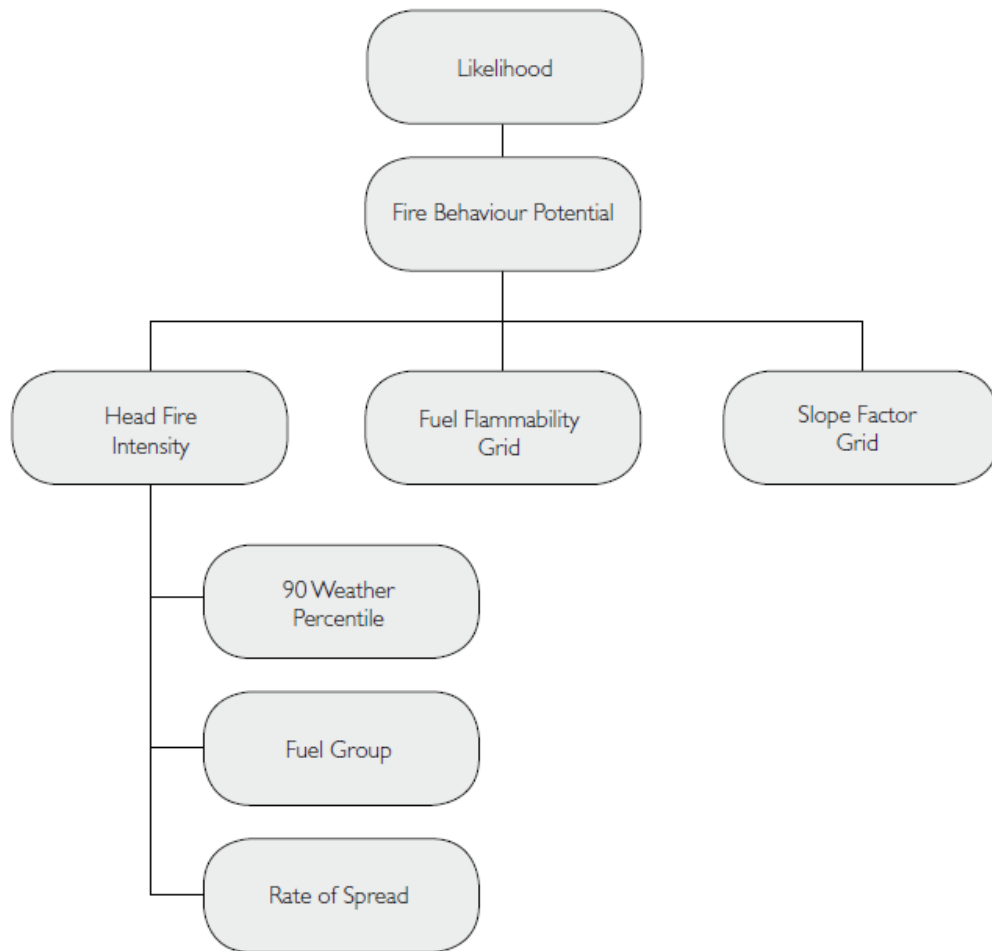 Likelihood
Fire Behaviour Potential
Head Fire
Intensity
Fuel Flammability
Grid
Slope Factor
Grid
90 Weather
Percentile
Fuel Group
Rate of Spread